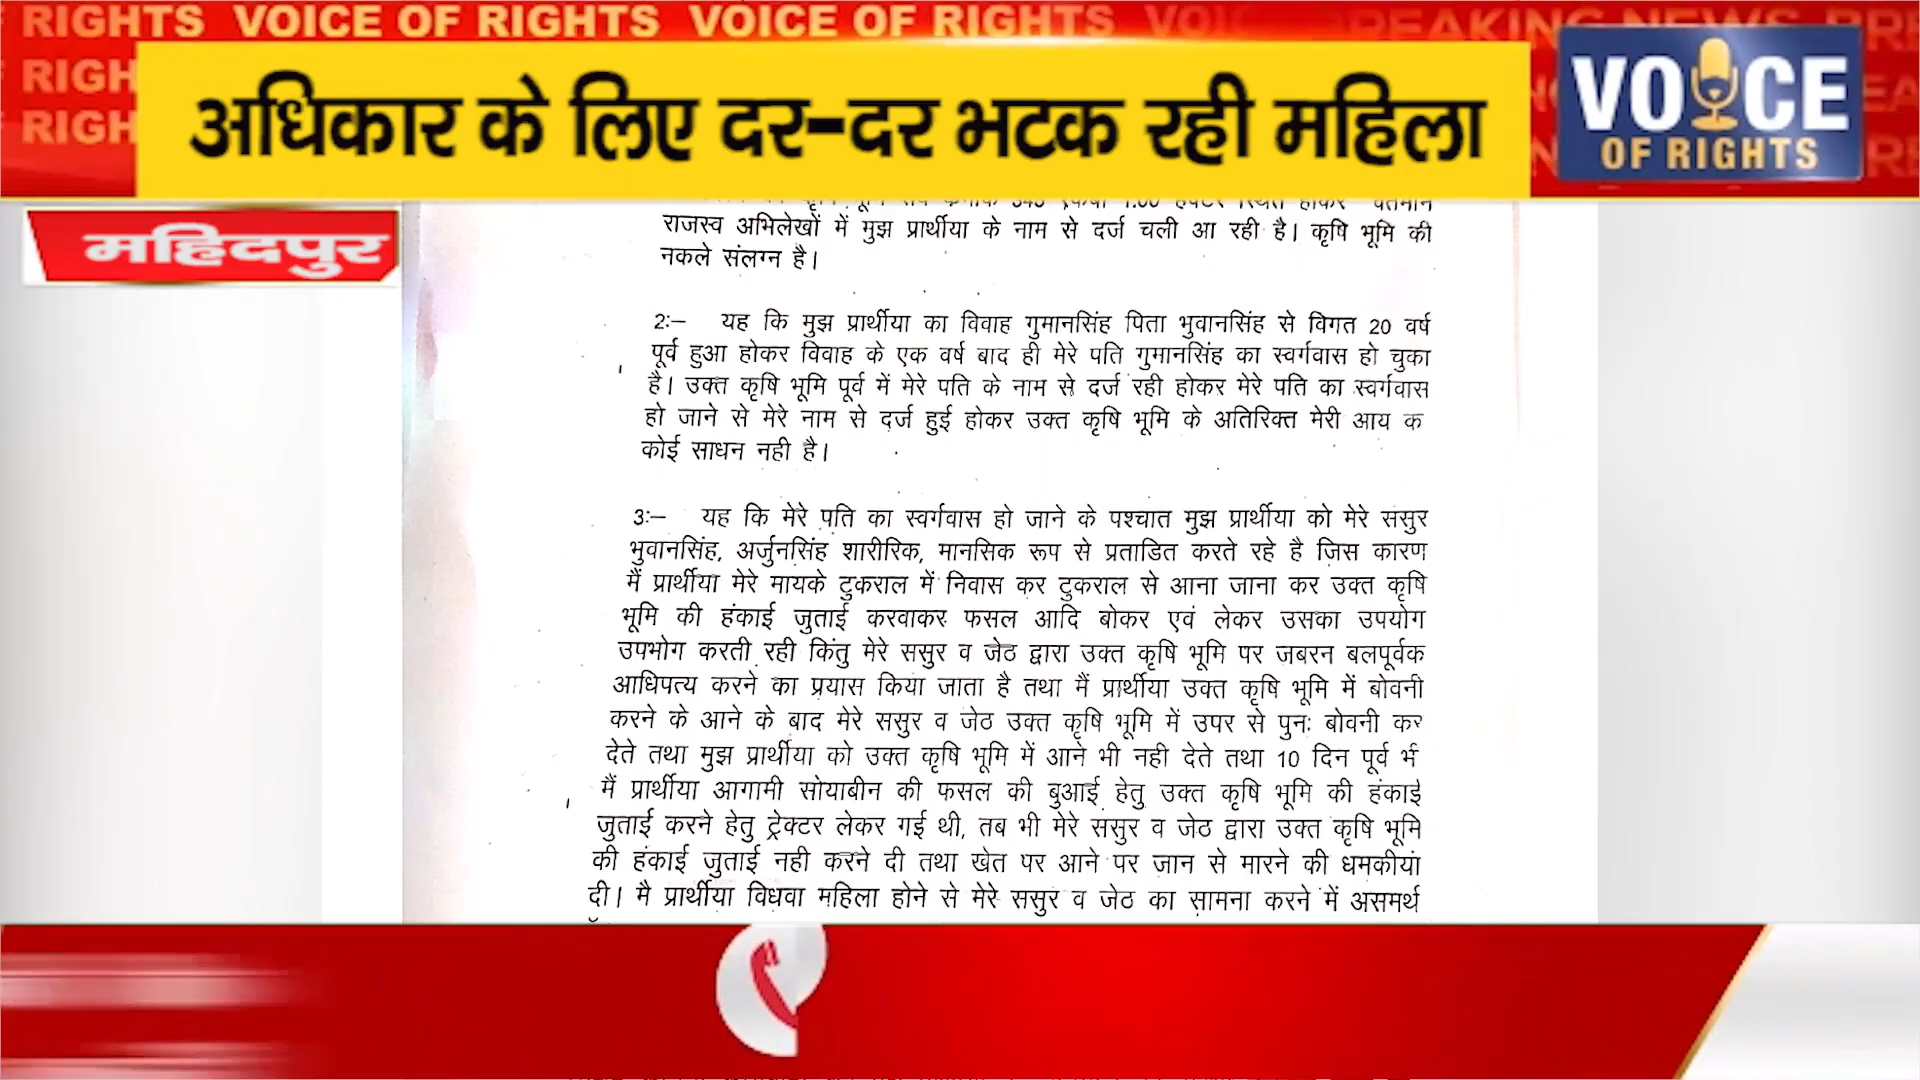 RIGHTS VOICE OF RIGHTS VOICE OF RIGHTS VOIC BREAKING NEWS BRE
RIGH
RIGH
अधिकार के लिए दर-दर भटक रही महिला
VOICE
OF RIGHTS
महिदपुर
राजस्व अभिलेखों में मुझ प्रार्थीया के नाम से दर्ज चली आ रही है। कृषि भूमि की
नकले संलग्न है।
2:– यह कि मुझ प्रार्थीया का विवाह गुमानसिंह पिता भुवानसिंह से विगत 20 वर्ष
पूर्व हुआ होकर विवाह के एक वर्ष बाद ही मेरे पति गुमानसिंह का स्वर्गवास हो चुका
है। उक्त कृषि भूमि पूर्व में मेरे पति के नाम से दर्ज रही होकर मेरे पति का स्वर्गवास
हो जाने से मेरे नाम से दर्ज हुई होकर उक्त कृषि भूमि के अतिरिक्त मेरी आय क
कोई साधन नही है।
3:– यह कि मेरे पति का स्वर्गवास हो जाने के पश्चात मुझ प्रार्थीया को मेरे ससुर
भुवानसिंह, अर्जुनसिंह शारीरिक, मानसिक रूप से प्रताडित करते रहे है जिस कारण
मैं प्रार्थीया मेरे मायके टुकराल में निवास कर टुकराल से आना जाना कर उक्त कृषि
भूमि की हंकाई जुताई करवाकर फसल आदि बोकर एवं लेकर उसका उपयोग
उपभोग करती रही किंतु मेरे ससुर व जेठ द्वारा उक्त कृषि भूमि पर जबरन बलपूर्वक
आधिपत्य करने का प्रयास किया जाता है तथा मैं प्रार्थीया उक्त कृषि भूमि में बोवनी
करने के आने के बाद मेरे ससुर व जेठ उक्त कृषि भूमि में उपर से पुनः बोवनी कर
देते तथा मुझ प्रार्थीया को उक्त कृषि भूमि में आने भी नही देते तथा 10 दिन पूर्व भी
मैं प्रार्थीया आगामी सोयाबीन की फसल की बुआई हेतु उक्त कृषि भूमि की हंकाई
जुताई करने हेतु ट्रेक्टर लेकर गई थी, तब भी मेरे ससुर व जेठ द्वारा उक्त कृषि भूमि
की हंकाई जुताई नही करने दी तथा खेत पर आने पर जान से मारने की धमकीयां
दी। मै प्रार्थीया विधवा महिला होने से मेरे ससुर व जेठ का सामना करने में असमर्थ